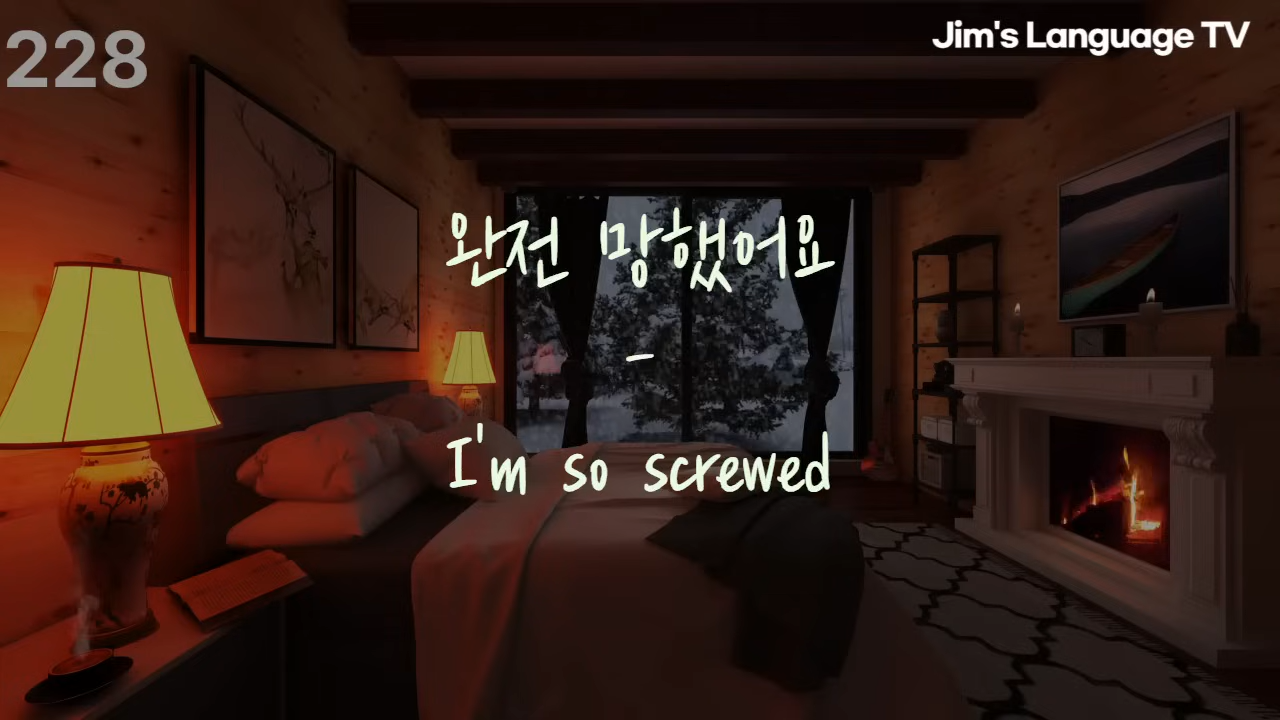 228
Jim's Language TV
완전 망했어요
-
I'm so screwed